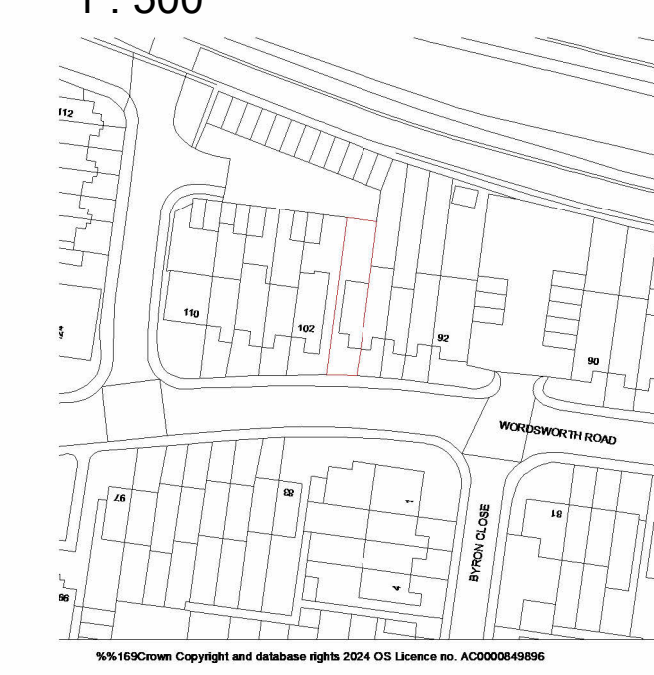 1 : 500
112
110
102
92
90
WORDSWORTH ROAD
97
83
1
81
BYRON CLOSE
4
%%169Crown Copyright and database rights 2024 OS Licence no. AC0000849896